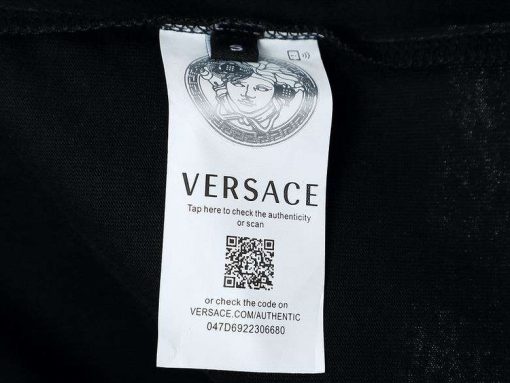 S
VERSACE
Tap here to check the authenticity
or scan
or check the code on
VERSACE.COM/AUTHENTIC
047D6922306680